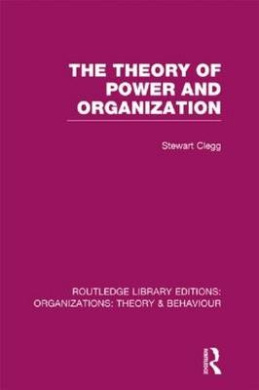 THE THEORY OF
POWER AND
ORGANIZATION
Stewart Clegg
ROUTLEDGE LIBRARY EDITIONS:
ORGANIZATIONS: THEORY & BEHAVIOUR
ROUTLEDGE